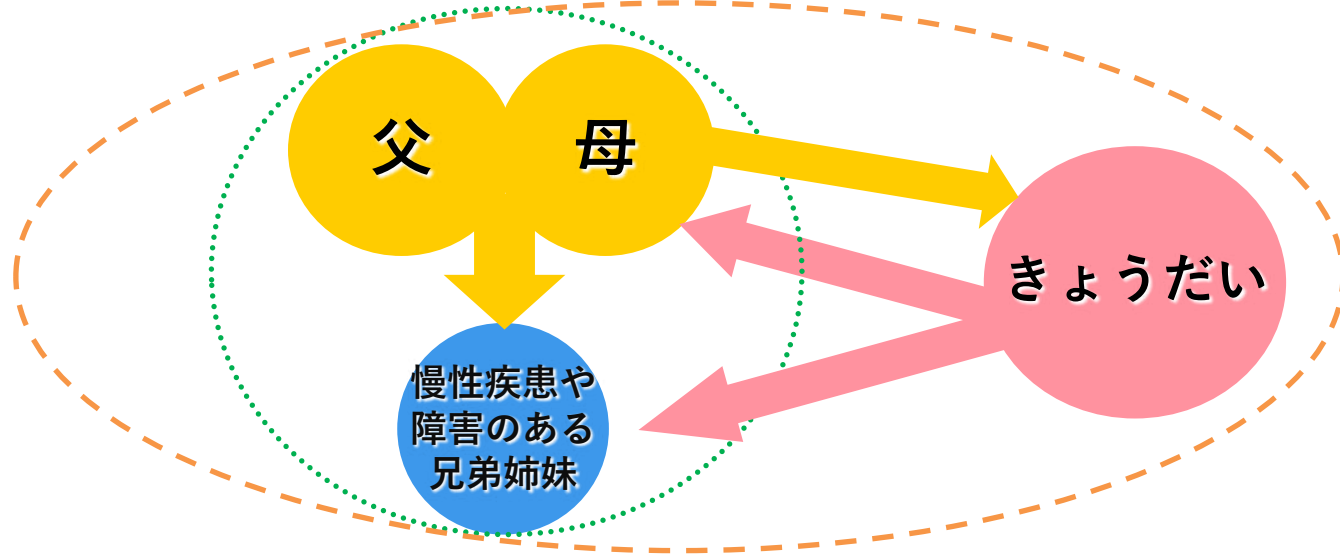 父
母
きょうだい
慢性疾患や
障害のある
兄弟姉妹